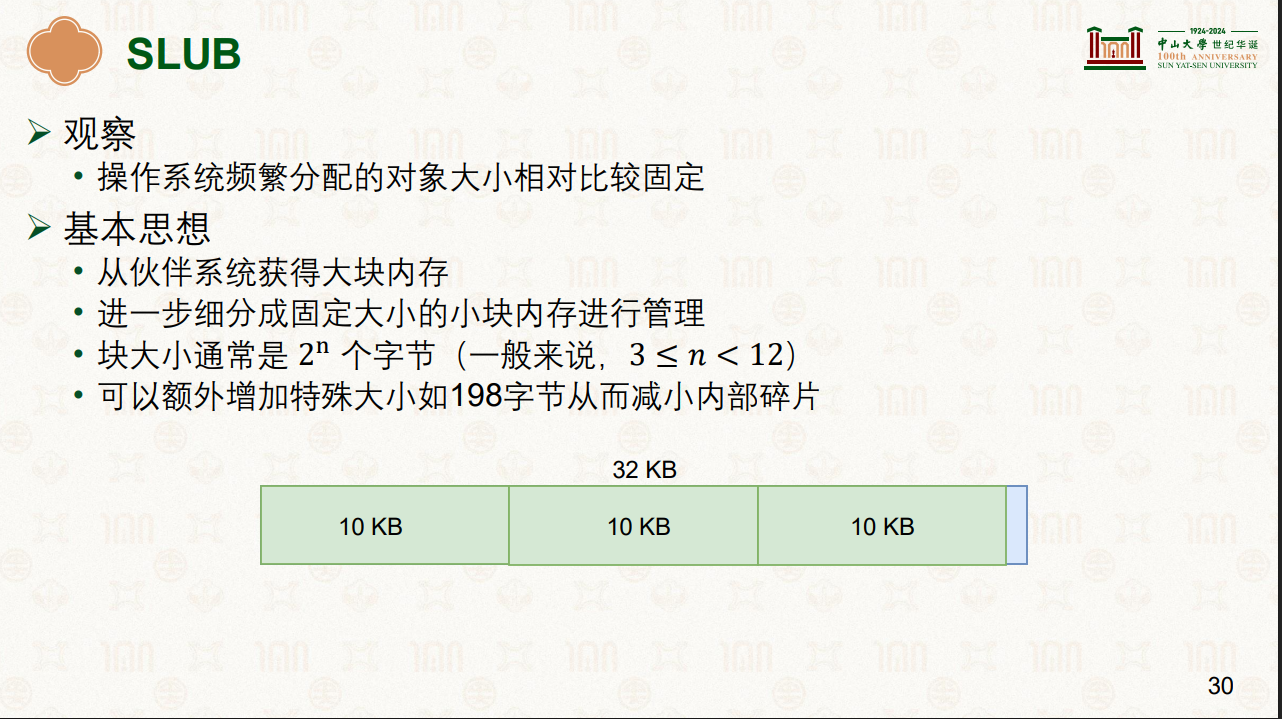 SLUB
1924-2024
中山大學 世纪华诞
100th ANNIVERSARY
SUN YAT-SEN UNIVERSITY
观察
操作系统频繁分配的对象大小相对比较固定
基本思想
从伙伴系统获得大块内存
进一步细分成固定大小的小块内存进行管理
块大小通常是 2ⁿ 个字节（一般来说，3 ≤ n < 12）
可以额外增加特殊大小如198字节从而减小内部碎片
32 KB
10 KB 10 KB 10 KB
30